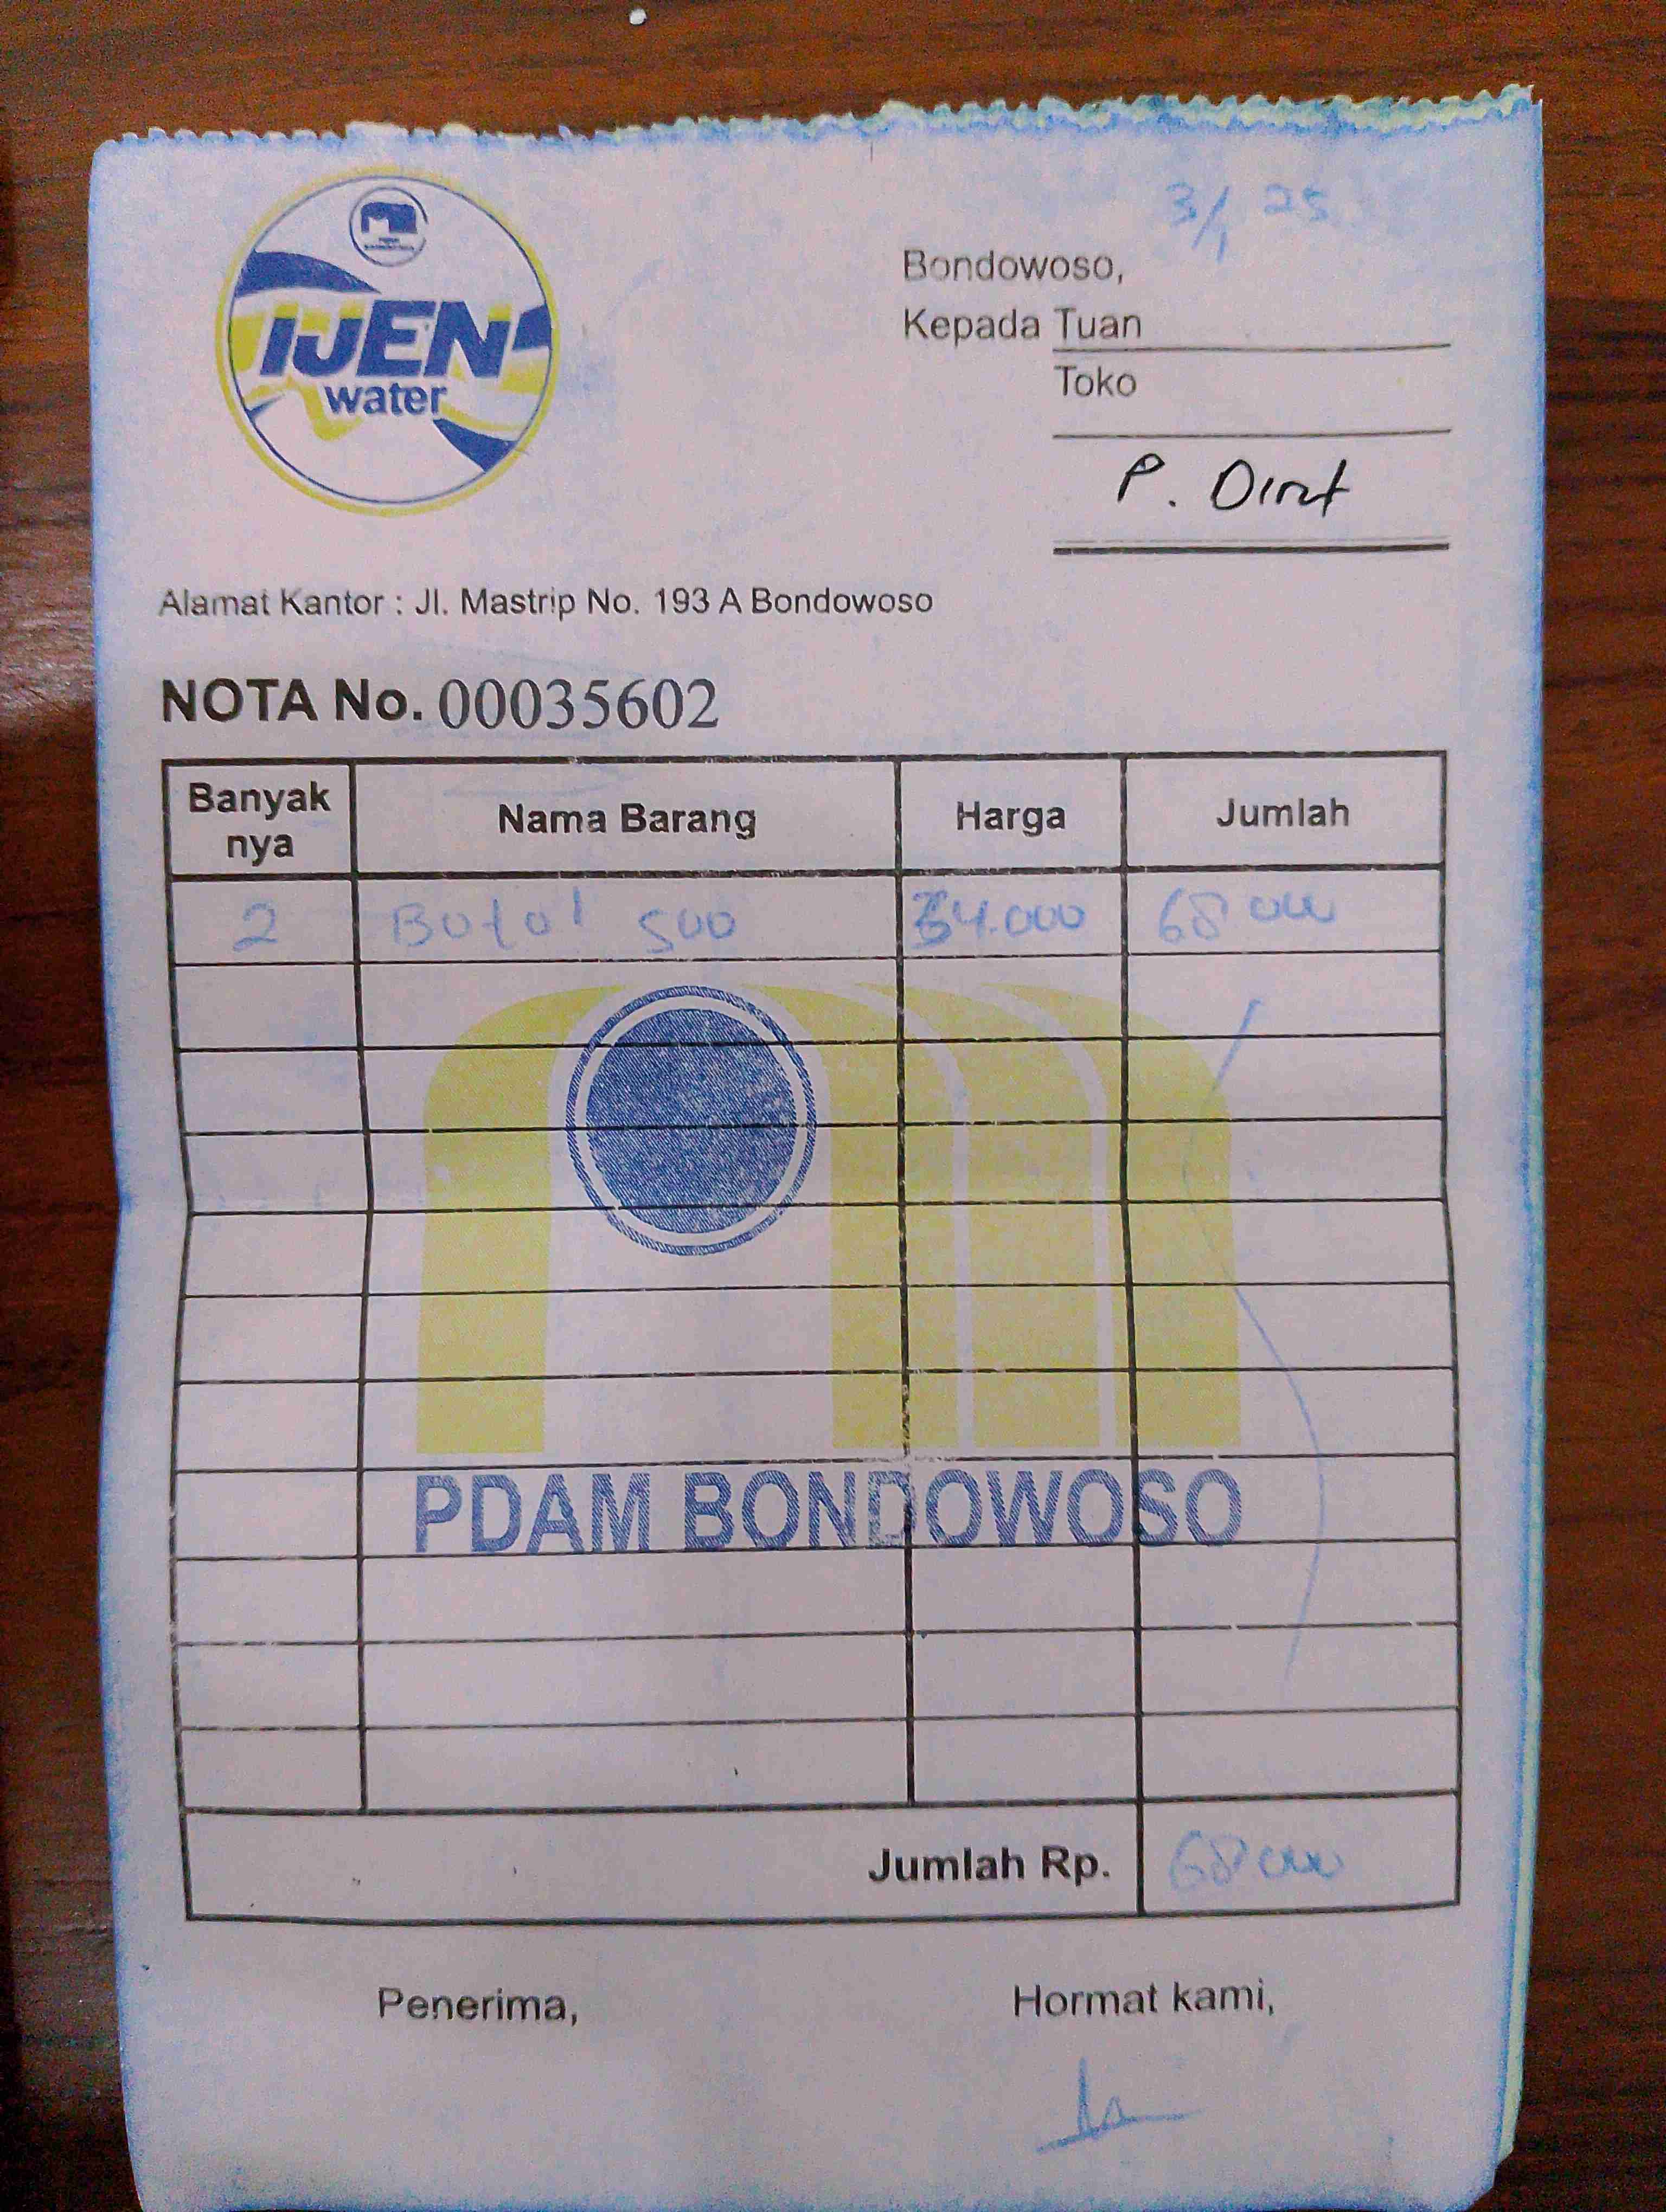 IJEN
water
3/1 25
Bondowoso,
Kepada Tuan
Toko
P.
Alamat Kantor : Jl. Mastrip No. 193 A Bondowoso
NOTA No. 00035602
Banyak nya Nama Barang Harga Jumlah
2 Botol 500 34.000 68 000
PDAM BONDOWOSO
Jumlah Rp. 68 000
Penerima, Hormat kami,